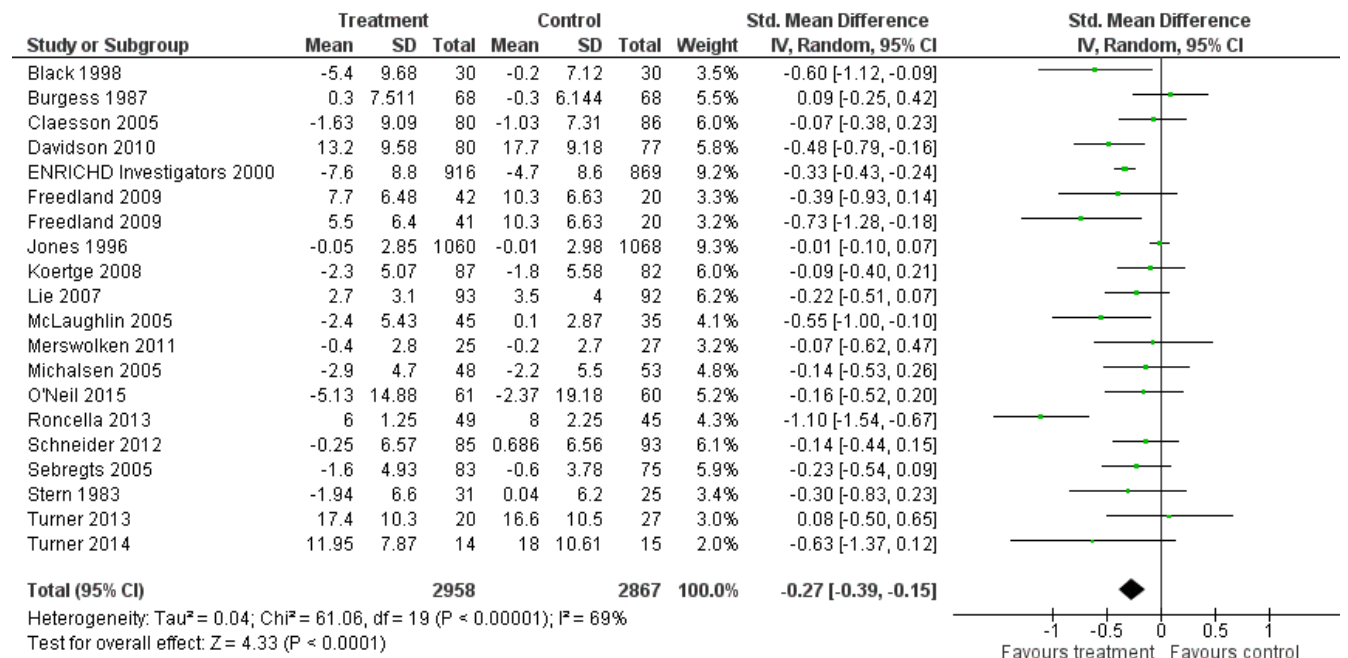 Treatment Control Std. Mean Difference Std. Mean Difference
Study or Subgroup Mean SD Total Mean SD Total Weight IV, Random, 95% CI IV, Random, 95% CI
Black 1998 -5.4 9.68 30 -0.2 7.12 30 3.5% -0.60 [-1.12, -0.09]
Burgess 1987 0.3 7.511 68 -0.3 6.144 68 5.5% 0.09 [-0.25, 0.42]
Claesson 2005 -1.63 9.09 80 -1.03 7.31 86 6.0% -0.07 [-0.38, 0.23]
Davidson 2010 13.2 9.58 80 17.7 9.18 77 5.8% -0.48 [-0.79, -0.16]
ENRICHD Investigators 2000 -7.6 8.8 916 -4.7 8.6 869 9.2% -0.33 [-0.43, -0.24]
Freedland 2009 7.7 6.48 42 10.3 6.63 20 3.3% -0.39 [-0.93, 0.14]
Freedland 2009 5.5 6.4 41 10.3 6.63 20 3.2% -0.73 [-1.28, -0.18]
Jones 1996 -0.05 2.85 1060 -0.01 2.98 1068 9.3% -0.01 [-0.10, 0.07]
Koertge 2008 -2.3 5.07 87 -1.8 5.58 82 6.0% -0.09 [-0.40, 0.21]
Lie 2007 2.7 3.1 93 3.5 4 92 6.2% -0.22 [-0.51, 0.07]
McLaughlin 2005 -2.4 5.43 45 0.1 2.87 35 4.1% -0.55 [-1.00, -0.10]
Merswolken 2011 -0.4 2.8 25 -0.2 2.7 27 3.2% -0.07 [-0.62, 0.47]
Michalsen 2005 -2.9 4.7 48 -2.2 5.5 53 4.8% -0.14 [-0.53, 0.26]
O'Neil 2015 -5.13 14.88 61 -2.37 19.18 60 5.2% -0.16 [-0.52, 0.20]
Roncella 2013 6 1.25 49 8 2.25 45 4.3% -1.10 [-1.54, -0.67]
Schneider 2012 -0.25 6.57 85 0.686 6.56 93 6.1% -0.14 [-0.44, 0.15]
Sebregts 2005 -1.6 4.93 83 -0.6 3.78 75 5.9% -0.23 [-0.54, 0.09]
Stern 1983 -1.94 6.6 31 0.04 6.2 25 3.4% -0.30 [-0.83, 0.23]
Turner 2013 17.4 10.3 20 16.6 10.5 27 3.0% 0.08 [-0.50, 0.65]
Turner 2014 11.95 7.87 14 18 10.61 15 2.0% -0.63 [-1.37, 0.12]
Total (95% CI) 2958 2867 100.0% -0.27 [-0.39, -0.15]
Heterogeneity: Tau² = 0.04; Chi² = 61.06, df = 19 (P < 0.00001); I² = 69%
Test for overall effect: Z = 4.33 (P < 0.0001)
-1 -0.5 0 0.5 1
Favours treatment Favours control